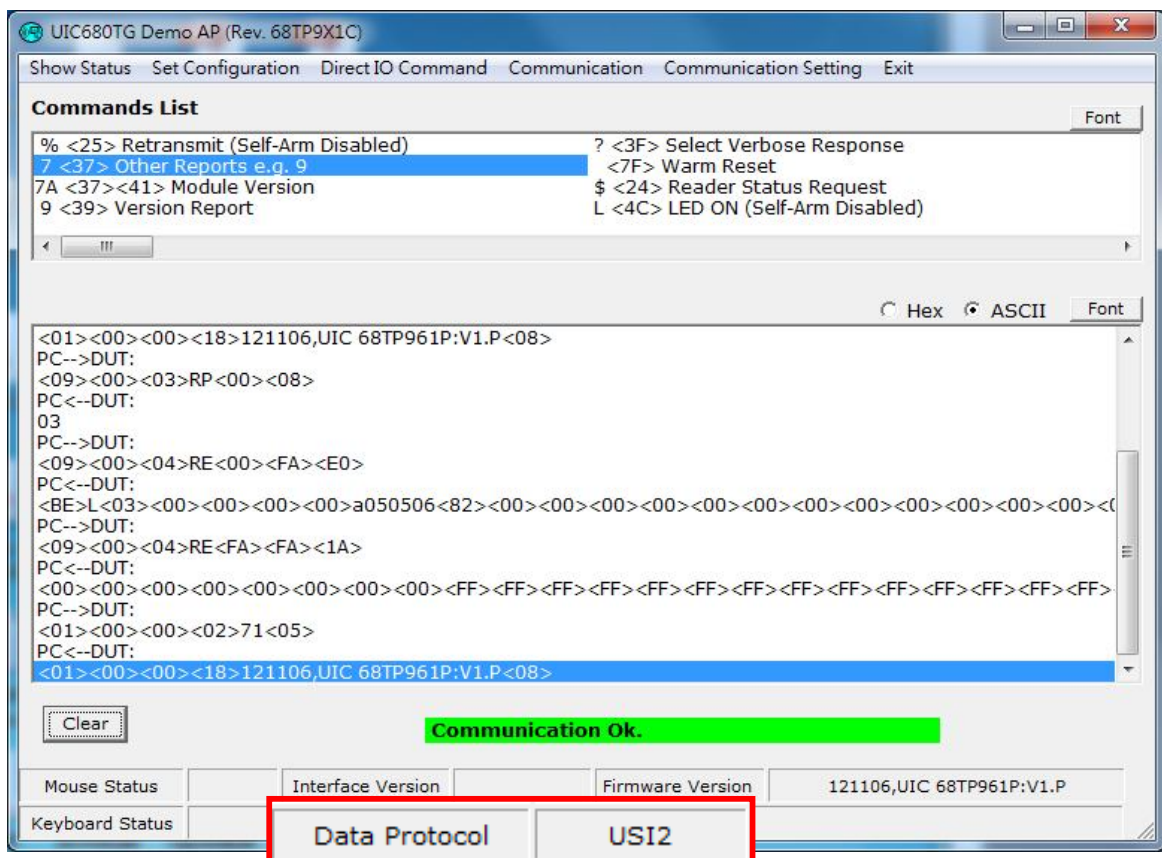 UIC680TG Demo AP (Rev. 68TP9X1C)
Show Status Set Configuration Direct IO Command Communication Communication Setting Exit
Commands List
Font
% <25> Retransmit (Self-Arm Disabled) ? <3F> Select Verbose Response
7 <37> Other Reports e.g. 9 <7F> Warm Reset
7A <37><41> Module Version $ <24> Reader Status Request
9 <39> Version Report L <4C> LED ON (Self-Arm Disabled)
Hex ASCII Font
<01><00><00><18>121106,UIC 68TP961P:V1.P<08>
PC-->DUT:
<09><00><03>RP<00><08>
PC<--DUT:
03
PC-->DUT:
<09><00><04>RE<00><FA><E0>
PC<--DUT:
<BE>L<03><00><00><00><00>a050506<82><00><00><00><00><00><00><00><00><00><00><00><(
PC-->DUT:
<09><00><04>RE<FA><FA><1A>
PC<--DUT:
<00><00><00><00><00><00><00><00><FF><FF><FF><FF><FF><FF><FF><FF><FF><FF><FF><FF>
PC-->DUT:
<01><00><00><02>71<05>
PC<--DUT:
<01><00><00><18>121106,UIC 68TP961P:V1.P<08>
Clear
Communication Ok.
Mouse Status Interface Version Firmware Version 121106,UIC 68TP961P:V1.P
Keyboard Status
Data Protocol USI2